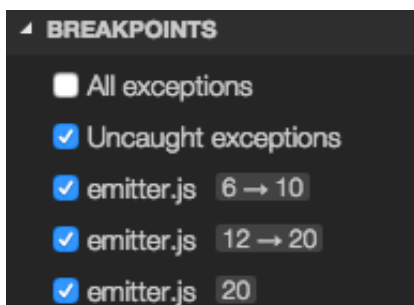 BREAKPOINTS
All exceptions
Uncaught exceptions
emitter.js 6 → 10
emitter.js 12 → 20
emitter.js 20